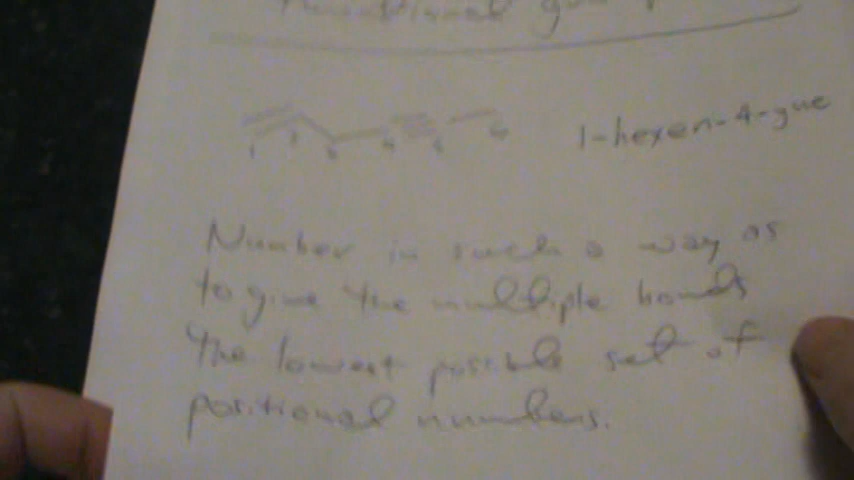 1 2 3 4 5 6 1-hexen-4-yne
Number in such a way as
to give the multiple bonds
the lowest possible set of
positional numbers.